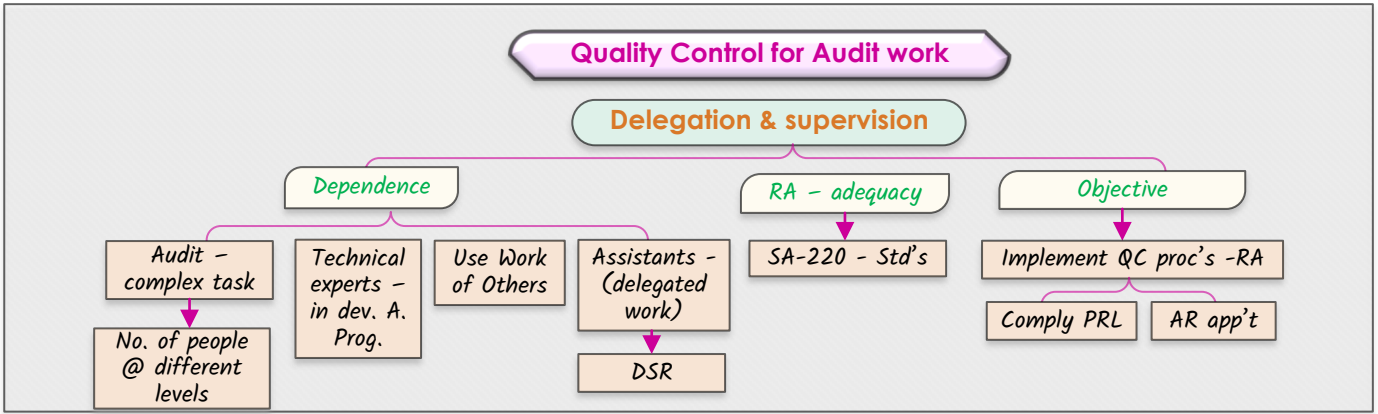 Quality Control for Audit work
Delegation & supervision
Dependence
RA – adequacy
Objective
Audit –
complex task
No. of people
@ different
levels
Technical
experts –
in dev. A.
Prog.
Use Work
of Others
Assistants -
(delegated
work)
DSR
SA-220 - Std's
Implement QC proc's -RA
Comply PRL
AR app't